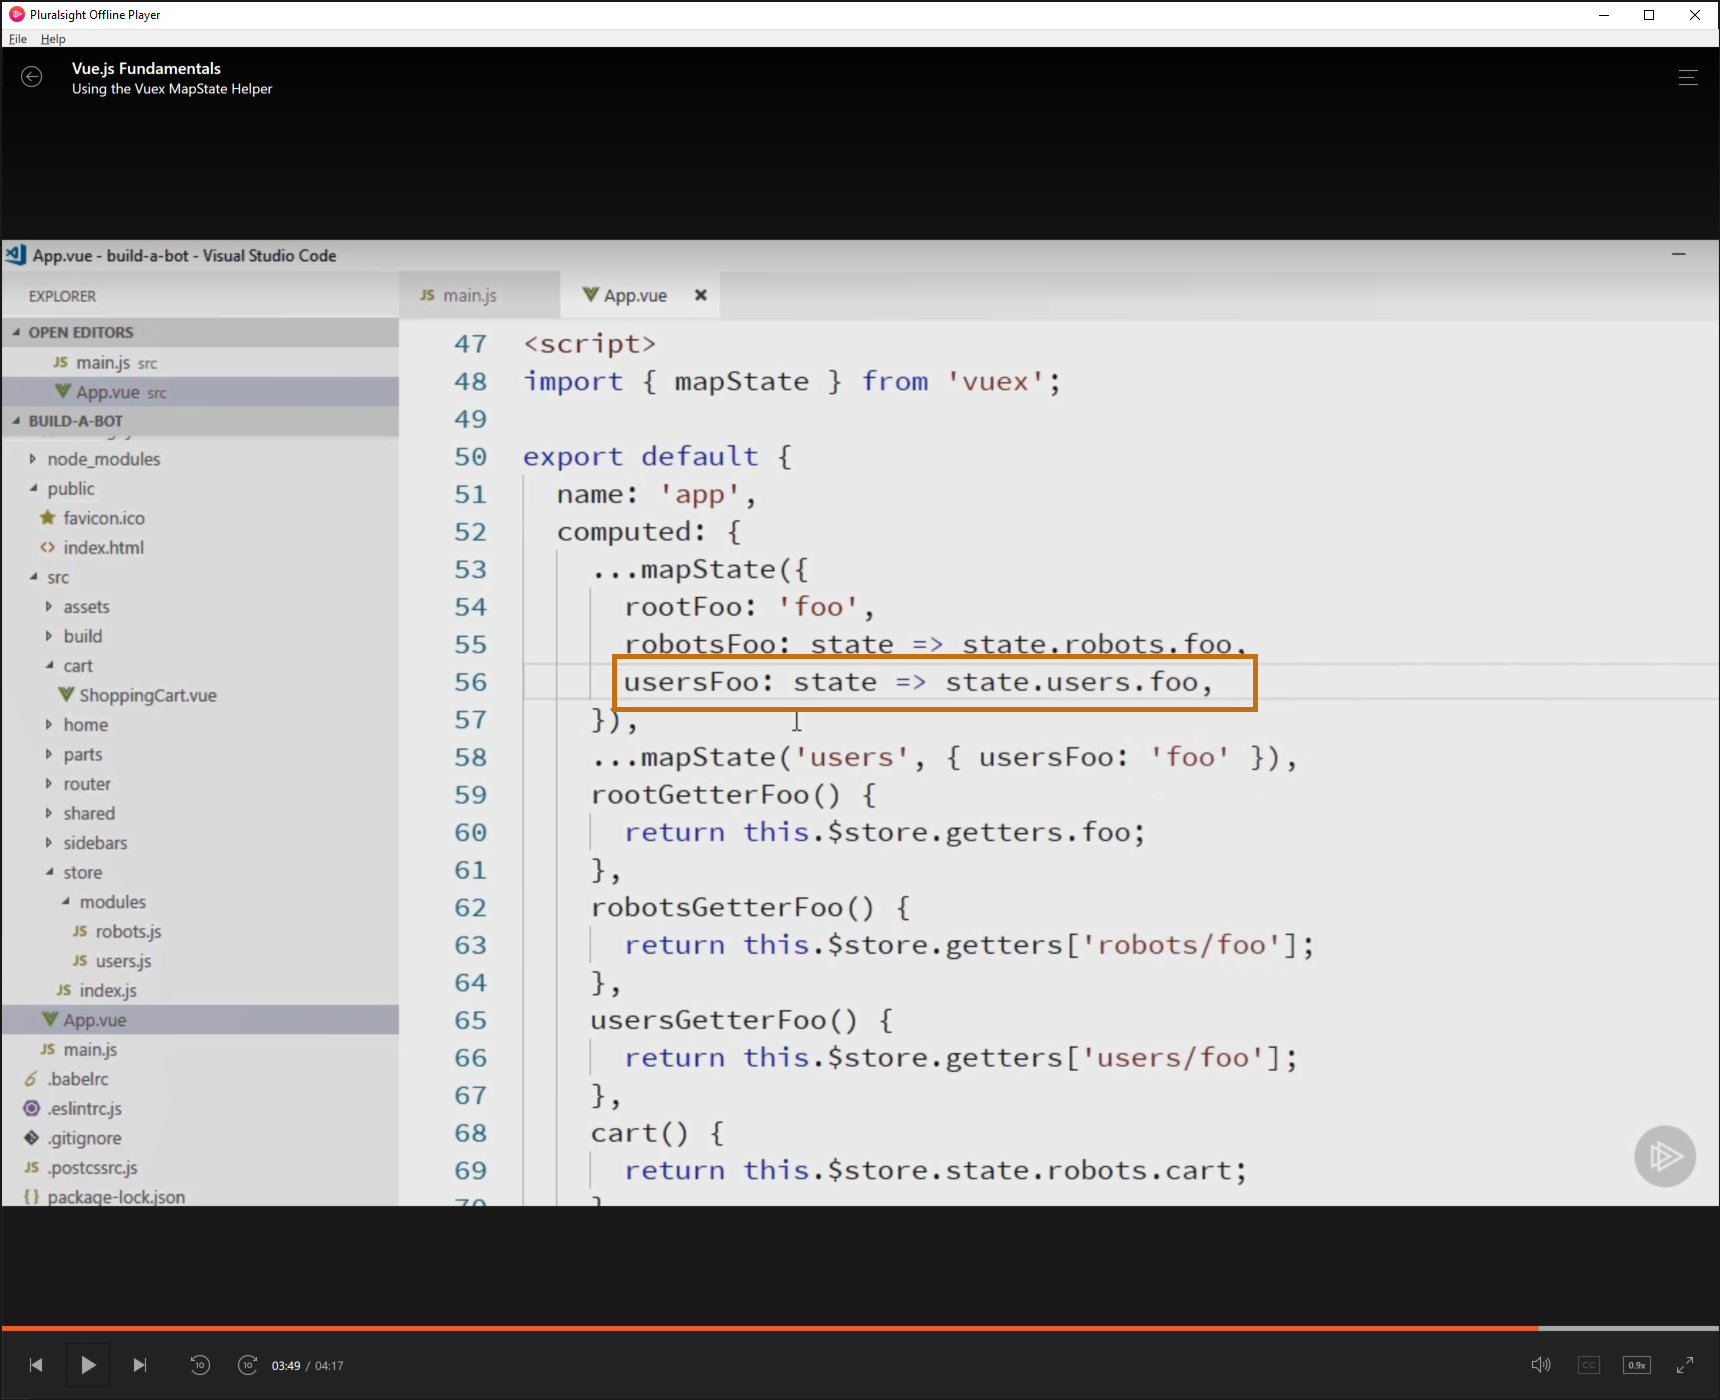 Pluralsight Offline Player
File Help
Vue.js Fundamentals
Using the Vuex MapState Helper
App.vue - build-a-bot - Visual Studio Code
EXPLORER
OPEN EDITORS
JS main.js src
App.vue src
BUILD-A-BOT
node_modules
public
favicon.ico
<> index.html
src
assets
build
cart
ShoppingCart.vue
home
parts
router
shared
sidebars
store
modules
JS robots.js
JS users.js
JS index.js
App.vue
JS main.js
.babelrc
.eslintrc.js
.gitignore
JS .postcssrc.js
{} package-lock.json
JS main.js
App.vue
47 <script>
48 import { mapState } from 'vuex';
49
50 export default {
51 name: 'app',
52 computed: {
53 ...mapState({
54 rootFoo: 'foo',
55 robotsFoo: state => state.robots.foo,
56 usersFoo: state => state.users.foo,
57 }),
58 ...mapState('users', { usersFoo: 'foo' }),
59 rootGetterFoo() {
60 return this.$store.getters.foo;
61 },
62 robotsGetterFoo() {
63 return this.$store.getters['robots/foo'];
64 },
65 usersGetterFoo() {
66 return this.$store.getters['users/foo'];
67 },
68 cart() {
69 return this.$store.state.robots.cart;
10
10
03:49 / 04:17
CC
0.9x